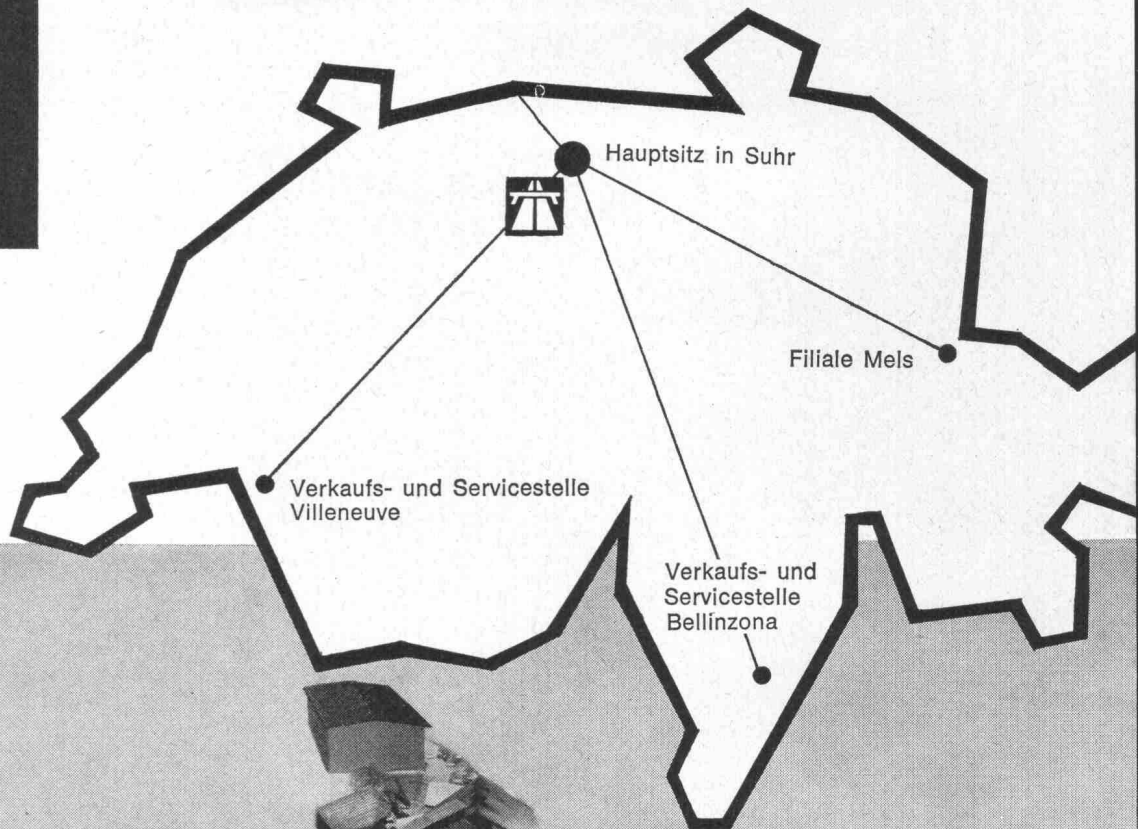 Hauptsitz in Suhr
Filiale Mels
Verkaufs- und Servicestelle
Villeneuve
Verkaufs- und
Servicestelle
Bellinzona